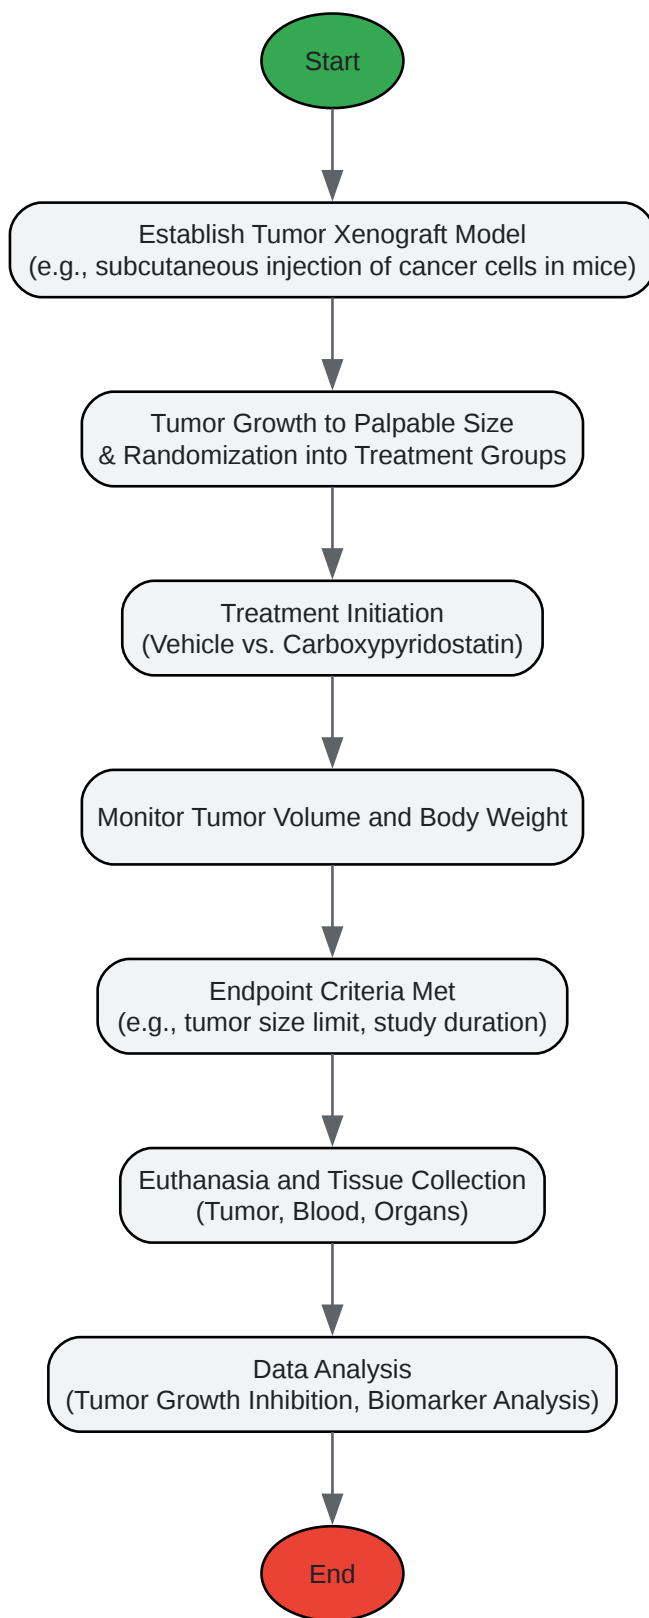 Start
Establish Tumor Xenograft Model
(e.g., subcutaneous injection of cancer cells in mice)
Tumor Growth to Palpable Size
& Randomization into Treatment Groups
Treatment Initiation
(Vehicle vs. Carboxypyridostatin)
Monitor Tumor Volume and Body Weight
Endpoint Criteria Met
(e.g., tumor size limit, study duration)
Euthanasia and Tissue Collection
(Tumor, Blood, Organs)
Data Analysis
(Tumor Growth Inhibition, Biomarker Analysis)
End